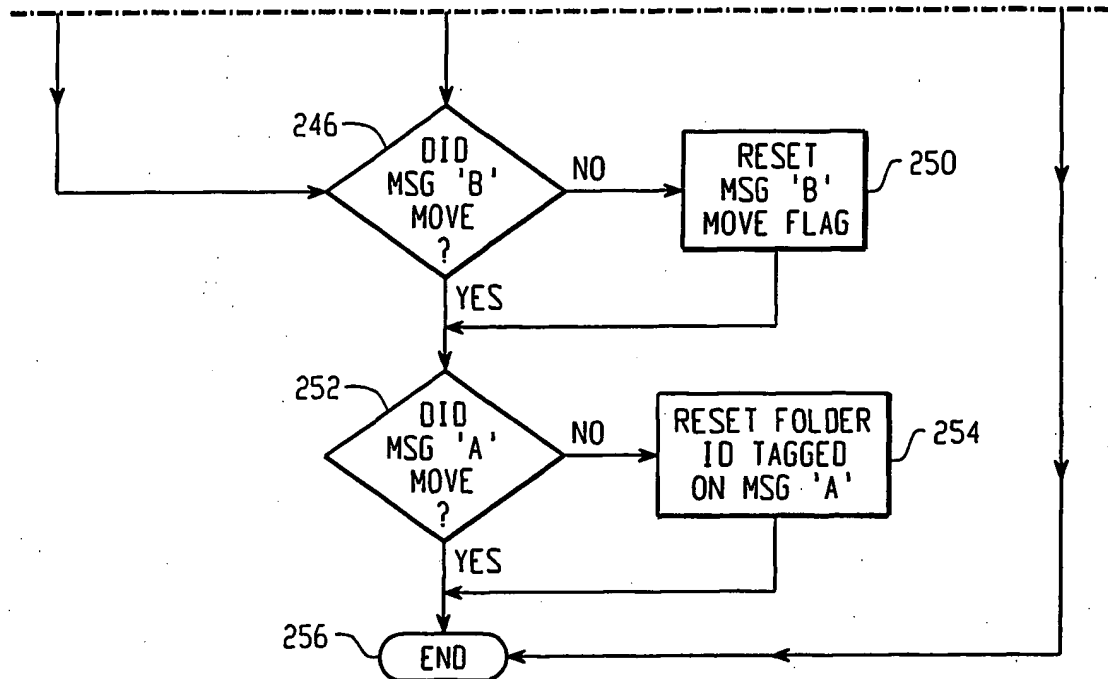 246
DID
MSG 'B'
MOVE
?
NO
RESET
MSG 'B'
MOVE FLAG
250
YES
252
DID
MSG 'A'
MOVE
?
NO
RESET FOLDER
ID TAGGED
ON MSG 'A'
254
YES
256
END